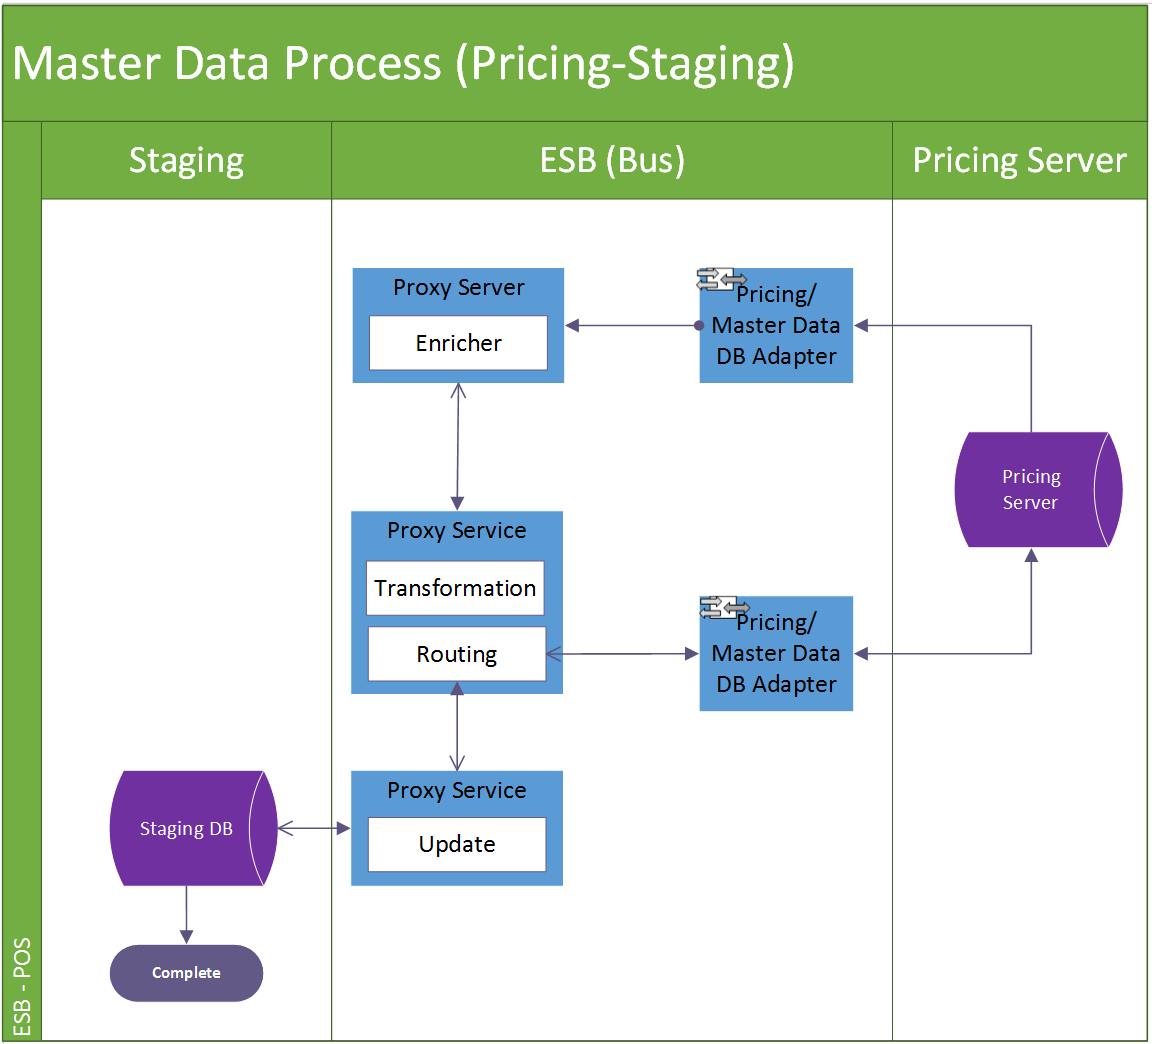 Master Data Process (Pricing-Staging)
Staging
ESB (Bus)
Pricing Server
Proxy Server
Enricher
Pricing/
Master Data
DB Adapter
Pricing
Server
Proxy Service
Transformation
Routing
Pricing/
Master Data
DB Adapter
Proxy Service
Update
Staging DB
Complete
ESB - POS